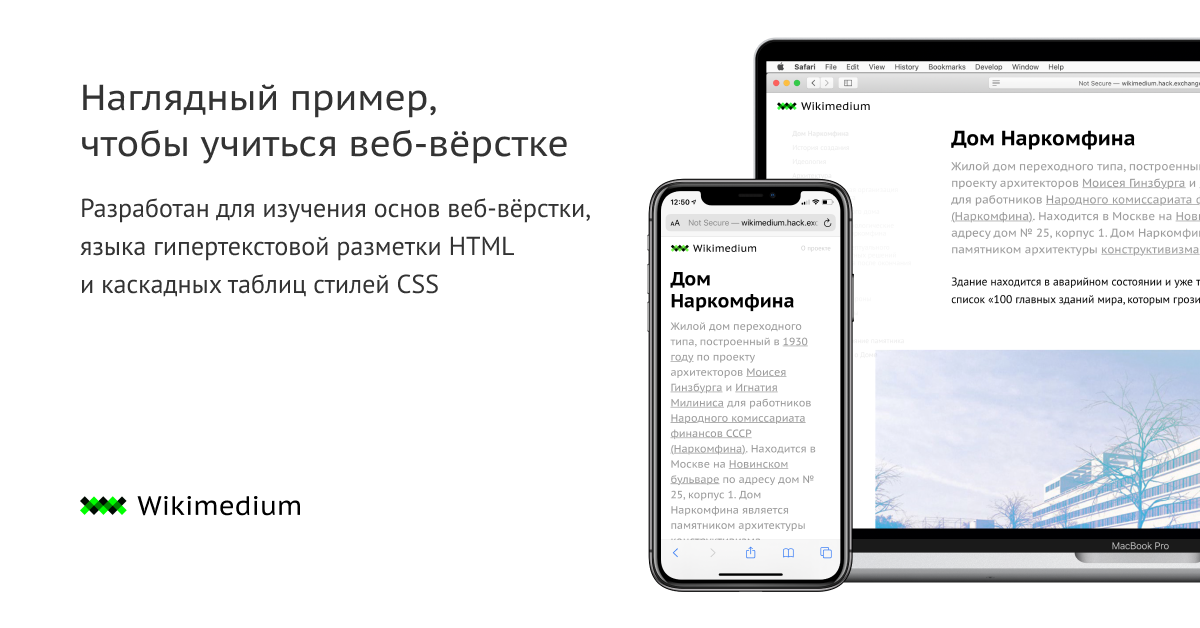 Наглядный пример,
чтобы учиться веб-вёрстке
Разработан для изучения основ веб-вёрстки,
языка гипертекстовой разметки HTML
и каскадных таблиц стилей CSS
Wikimedium
12:50
AA Not Secure — wikimedium.hack.exc
Wikimedium
О проекте
Дом
Наркомфина
Жилой дом переходного
типа, построенный в 1930
году по проекту
архитекторов Моисея
Гинзбурга и Игнатия
Милиниса для работников
Народного комиссариата
финансов СССР
(Наркомфина). Находится в
Москве на Новинском
бульваре по адресу дом №
25, корпус 1. Дом
Наркомфина является
памятником архитектуры
Safari File Edit View History Bookmarks Develop Window Help
Not Secure — wikimedium.hack.exchange
Wikimedium
Дом Наркомфина
Дом Наркомфина
Жилой дом переходного типа, построенный
проекту архитекторов Моисея Гинзбурга и
для работников Народного комиссариата
(Наркомфина). Находится в Москве на Нови
адресу дом № 25, корпус 1. Дом Наркомфи
памятником архитектуры конструктивизма
Здание находится в аварийном состоянии и уже т
список «100 главных зданий мира, которым грози
MacBook Pro